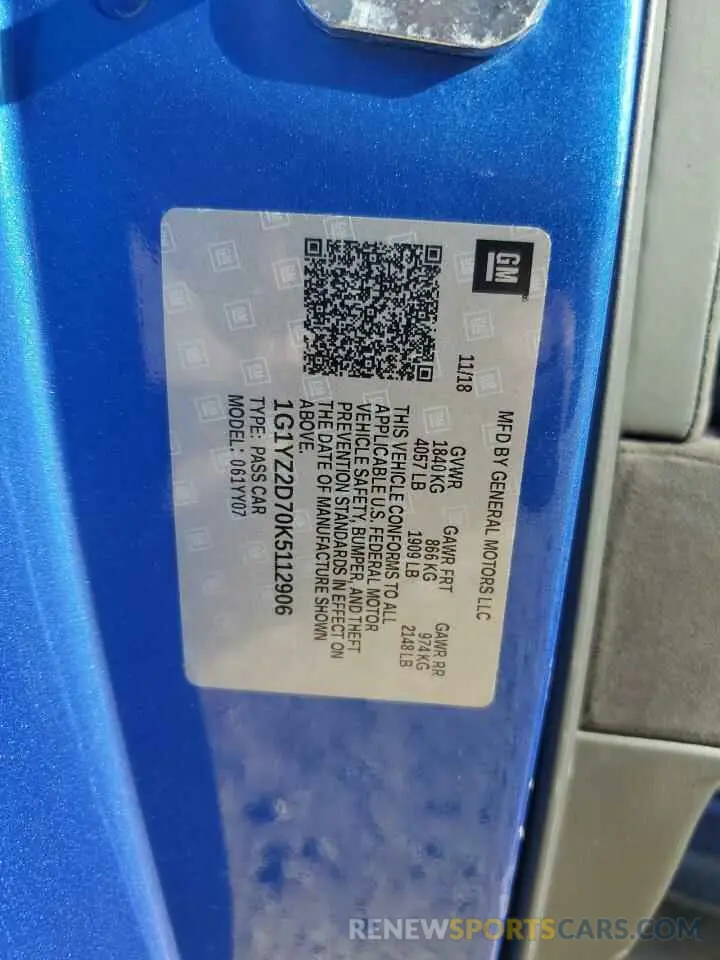 GM
MFD BY GENERAL MOTORS LLC
11/18
GVWR GAWR FRT GAWR RR
1840 KG 866 KG 974 KG
4057 LB 1909 LB 2148 LB
THIS VEHICLE CONFORMS TO ALL
APPLICABLE U.S. FEDERAL MOTOR
VEHICLE SAFETY, BUMPER, AND THEFT
PREVENTION STANDARDS IN EFFECT ON
THE DATE OF MANUFACTURE SHOWN
ABOVE.
1G1YZ2D70K5112906
TYPE: PASS CAR
MODEL: 061YY07
RENEWSPORTSCARS.COM